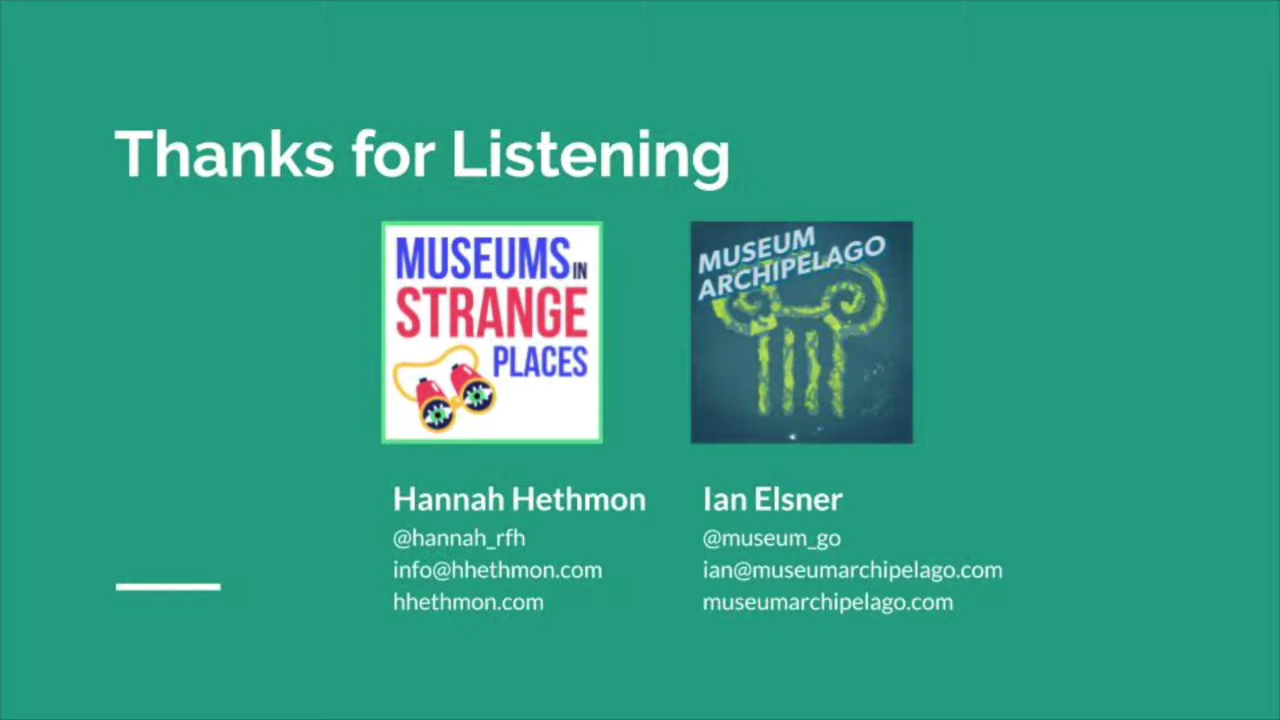 Thanks for Listening
MUSEUMS IN
STRANGE
PLACES
MUSEUM
ARCHIPELAGO
Hannah Hethmon
@hannah_rfh
info@hhethmon.com
hhethmon.com
Ian Elsner
@museum_go
ian@museumarchipelago.com
museumarchipelago.com